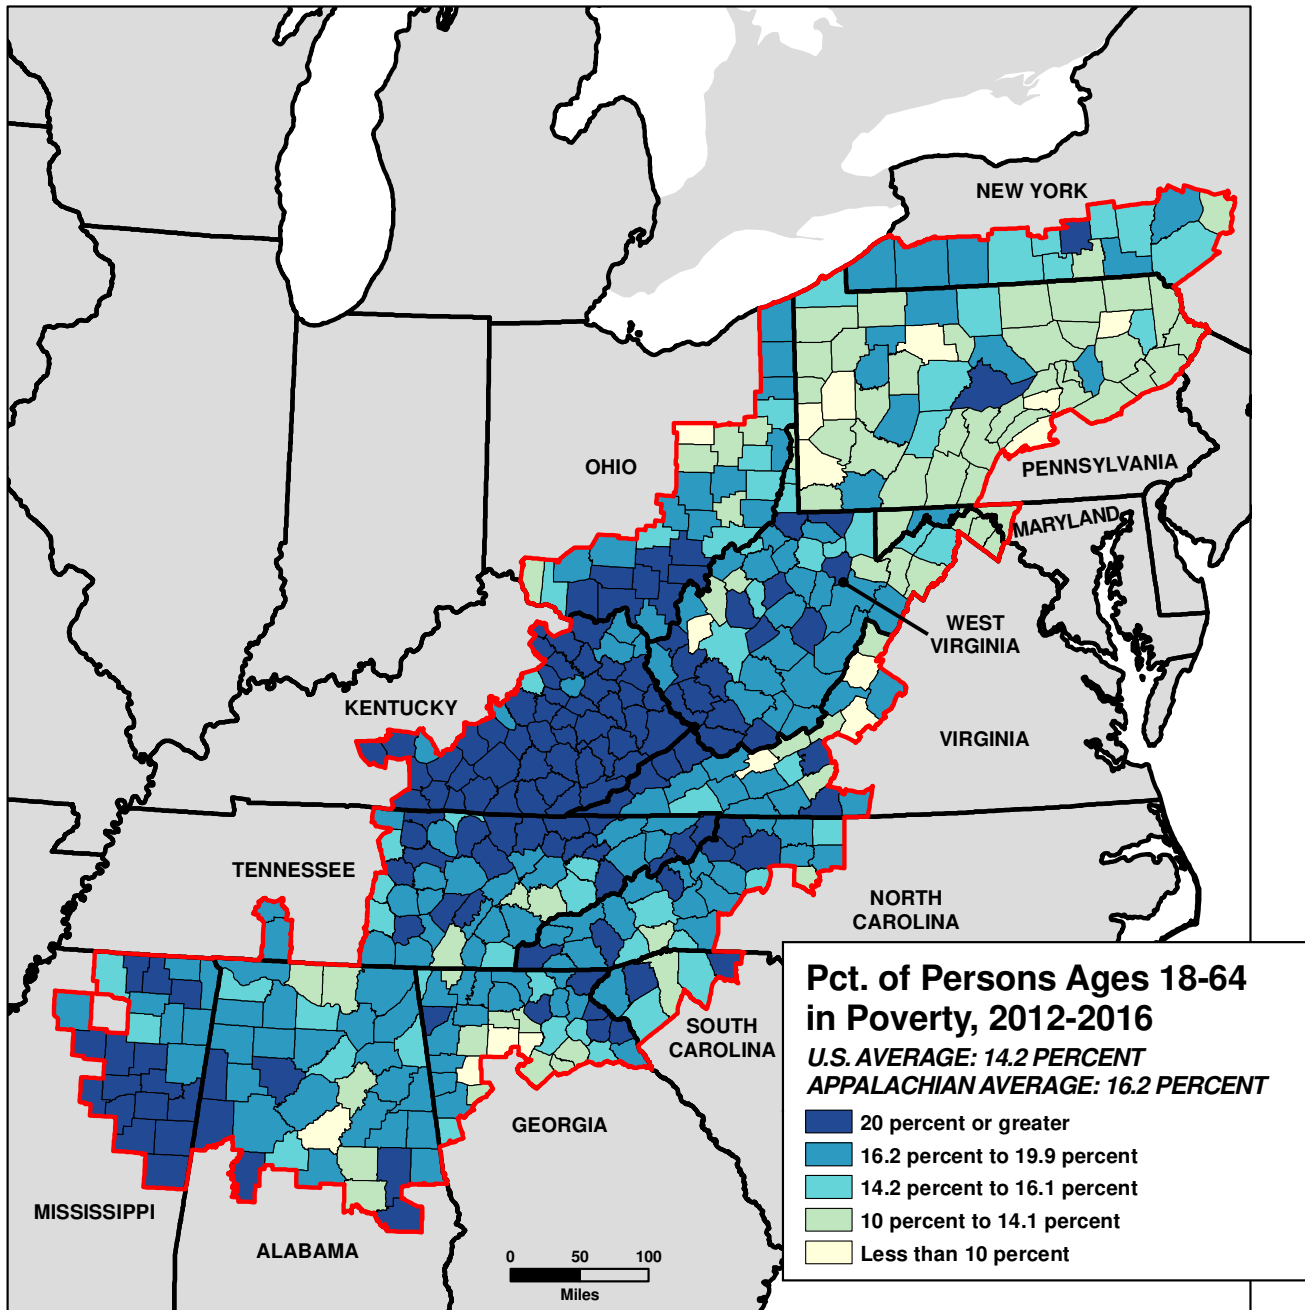 NEW YORK
OHIO
PENNSYLVANIA
MARYLAND
WEST
VIRGINIA
KENTUCKY
VIRGINIA
TENNESSEE
NORTH
CAROLINA
SOUTH
CAROLINA
GEORGIA
MISSISSIPPI
ALABAMA
0 50 100
Miles
Pct. of Persons Ages 18-64
in Poverty, 2012-2016
U.S. AVERAGE: 14.2 PERCENT
APPALACHIAN AVERAGE: 16.2 PERCENT
20 percent or greater
16.2 percent to 19.9 percent
14.2 percent to 16.1 percent
10 percent to 14.1 percent
Less than 10 percent